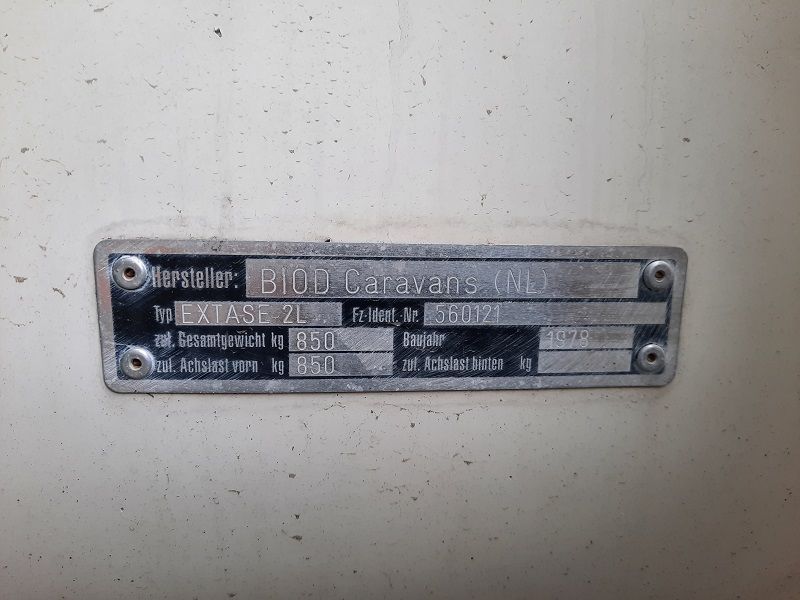 Hersteller: BIOD Caravans (NL)
Typ EXTASE 2L Fz-Ident.-Nr. 560121
zul. Gesamtgewicht kg 850 Baujahr 1978
zul. Achslast vorn kg 850 zul. Achslast hinten kg